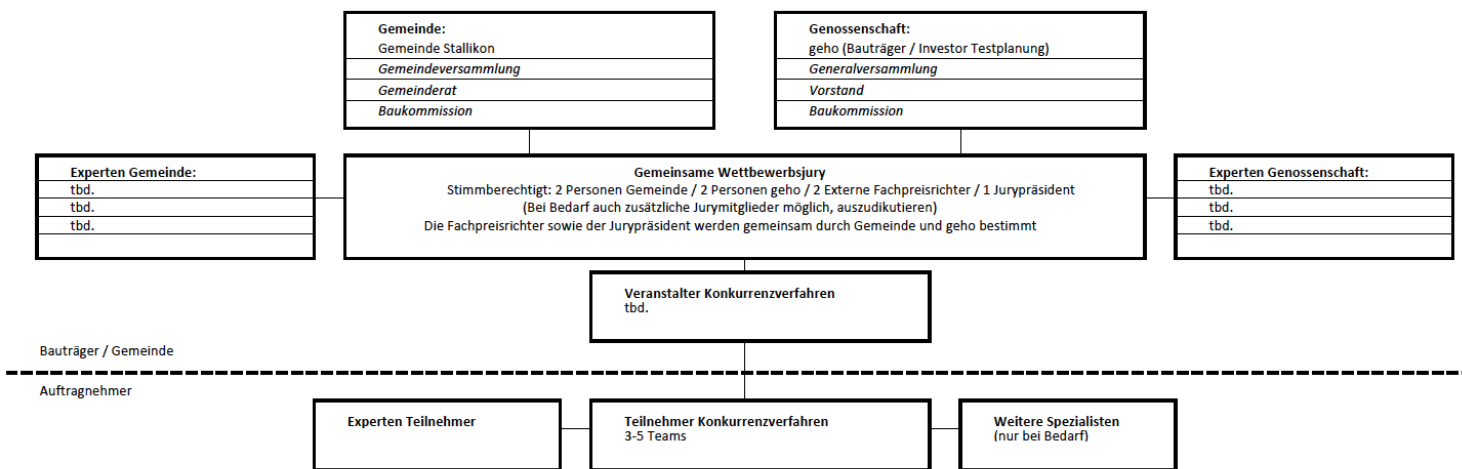 Gemeinde:
Gemeinde Stallikon
Gemeindeversammlung
Gemeinderat
Baukommission
Genossenschaft:
geho (Bauträger / Investor Testplanung)
Generalversammlung
Vorstand
Baukommission
Experten Gemeinde:
tbd.
tbd.
tbd.
Gemeinsame Wettbewerbsjury
Stimmberechtigt: 2 Personen Gemeinde / 2 Personen geho / 2 Externe Fachpreisrichter / 1 Jurypräsident
(Bei Bedarf auch zusätzliche Jurymitglieder möglich, auszudikutieren)
Die Fachpreisrichter sowie der Jurypräsident werden gemeinsam durch Gemeinde und geho bestimmt
Experten Genossenschaft:
tbd.
tbd.
tbd.
Veranstalter Konkurrenzverfahren
tbd.
Bauträger / Gemeinde
Auftragnehmer
Experten Teilnehmer
Teilnehmer Konkurrenzverfahren
3-5 Teams
Weitere Spezialisten
(nur bei Bedarf)